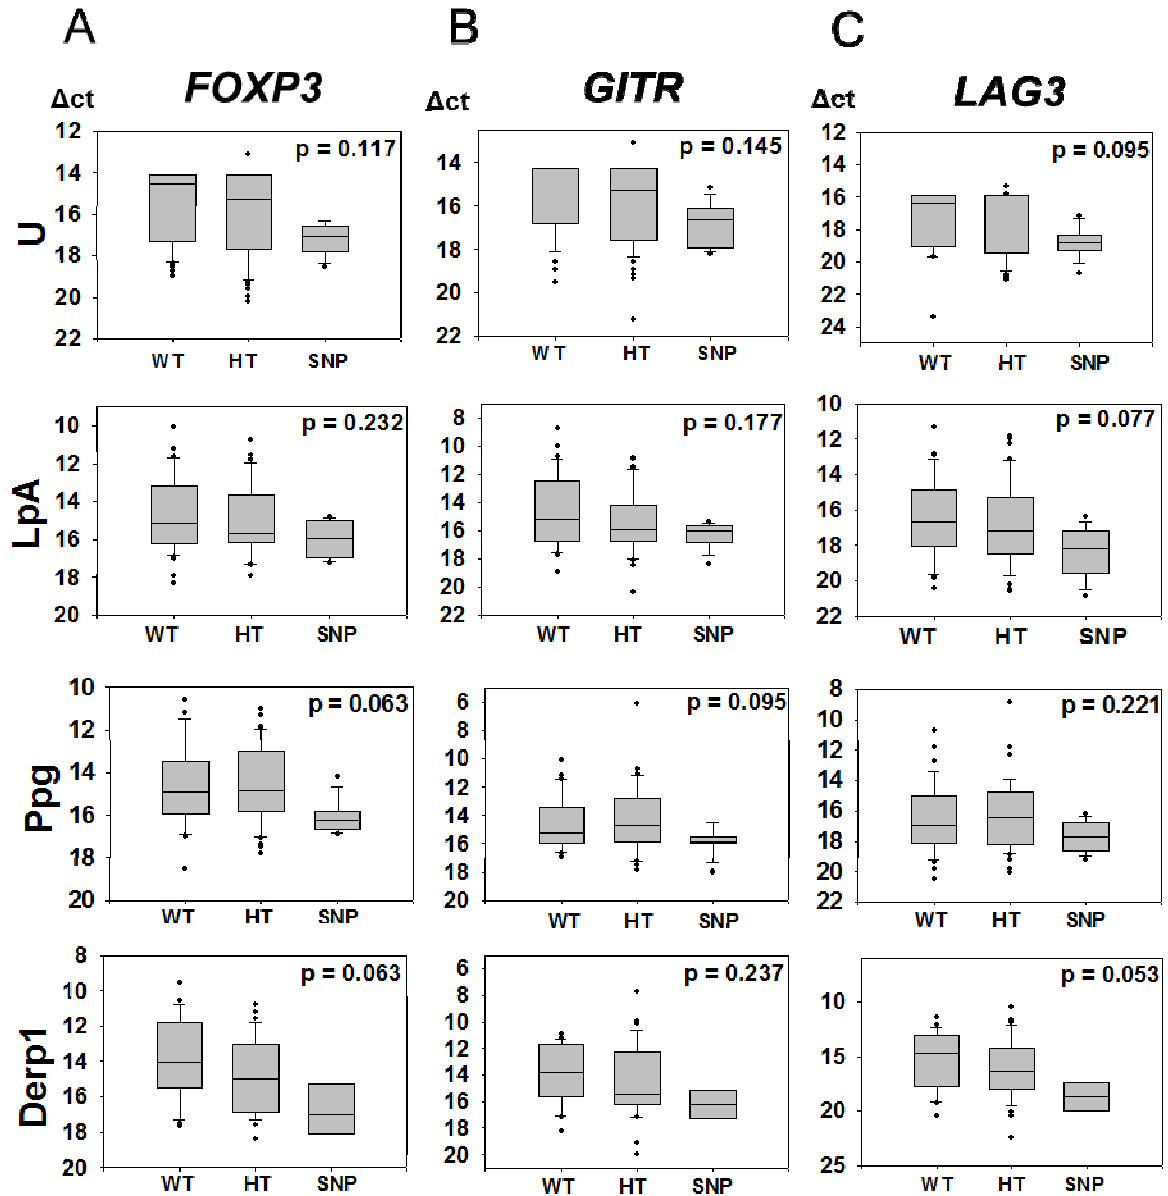 A B C
FOXP3 GITR LAG3
Δct Δct Δct
U
12 14 16 18 20 22
p = 0.117
WT HT SNP
14 16 18 20 22
p = 0.145
WT HT SNP
12 14 16 18 20 22 24
p = 0.095
WT HT SNP
LpA
10 12 14 16 18 20
p = 0.232
WT HT SNP
8 10 12 14 16 18 20 22
p = 0.177
WT HT SNP
10 12 14 16 18 20 22
p = 0.077
WT HT SNP
Ppg
10 12 14 16 18 20
p = 0.063
WT HT SNP
6 8 10 12 14 16 18 20
p = 0.095
WT HT SNP
8 10 12 14 16 18 20 22
p = 0.221
WT HT SNP
Derp1
8 10 12 14 16 18 20
p = 0.063
WT HT SNP
6 8 10 12 14 16 18 20
p = 0.237
WT HT SNP
10 15 20 25
p = 0.053
WT HT SNP